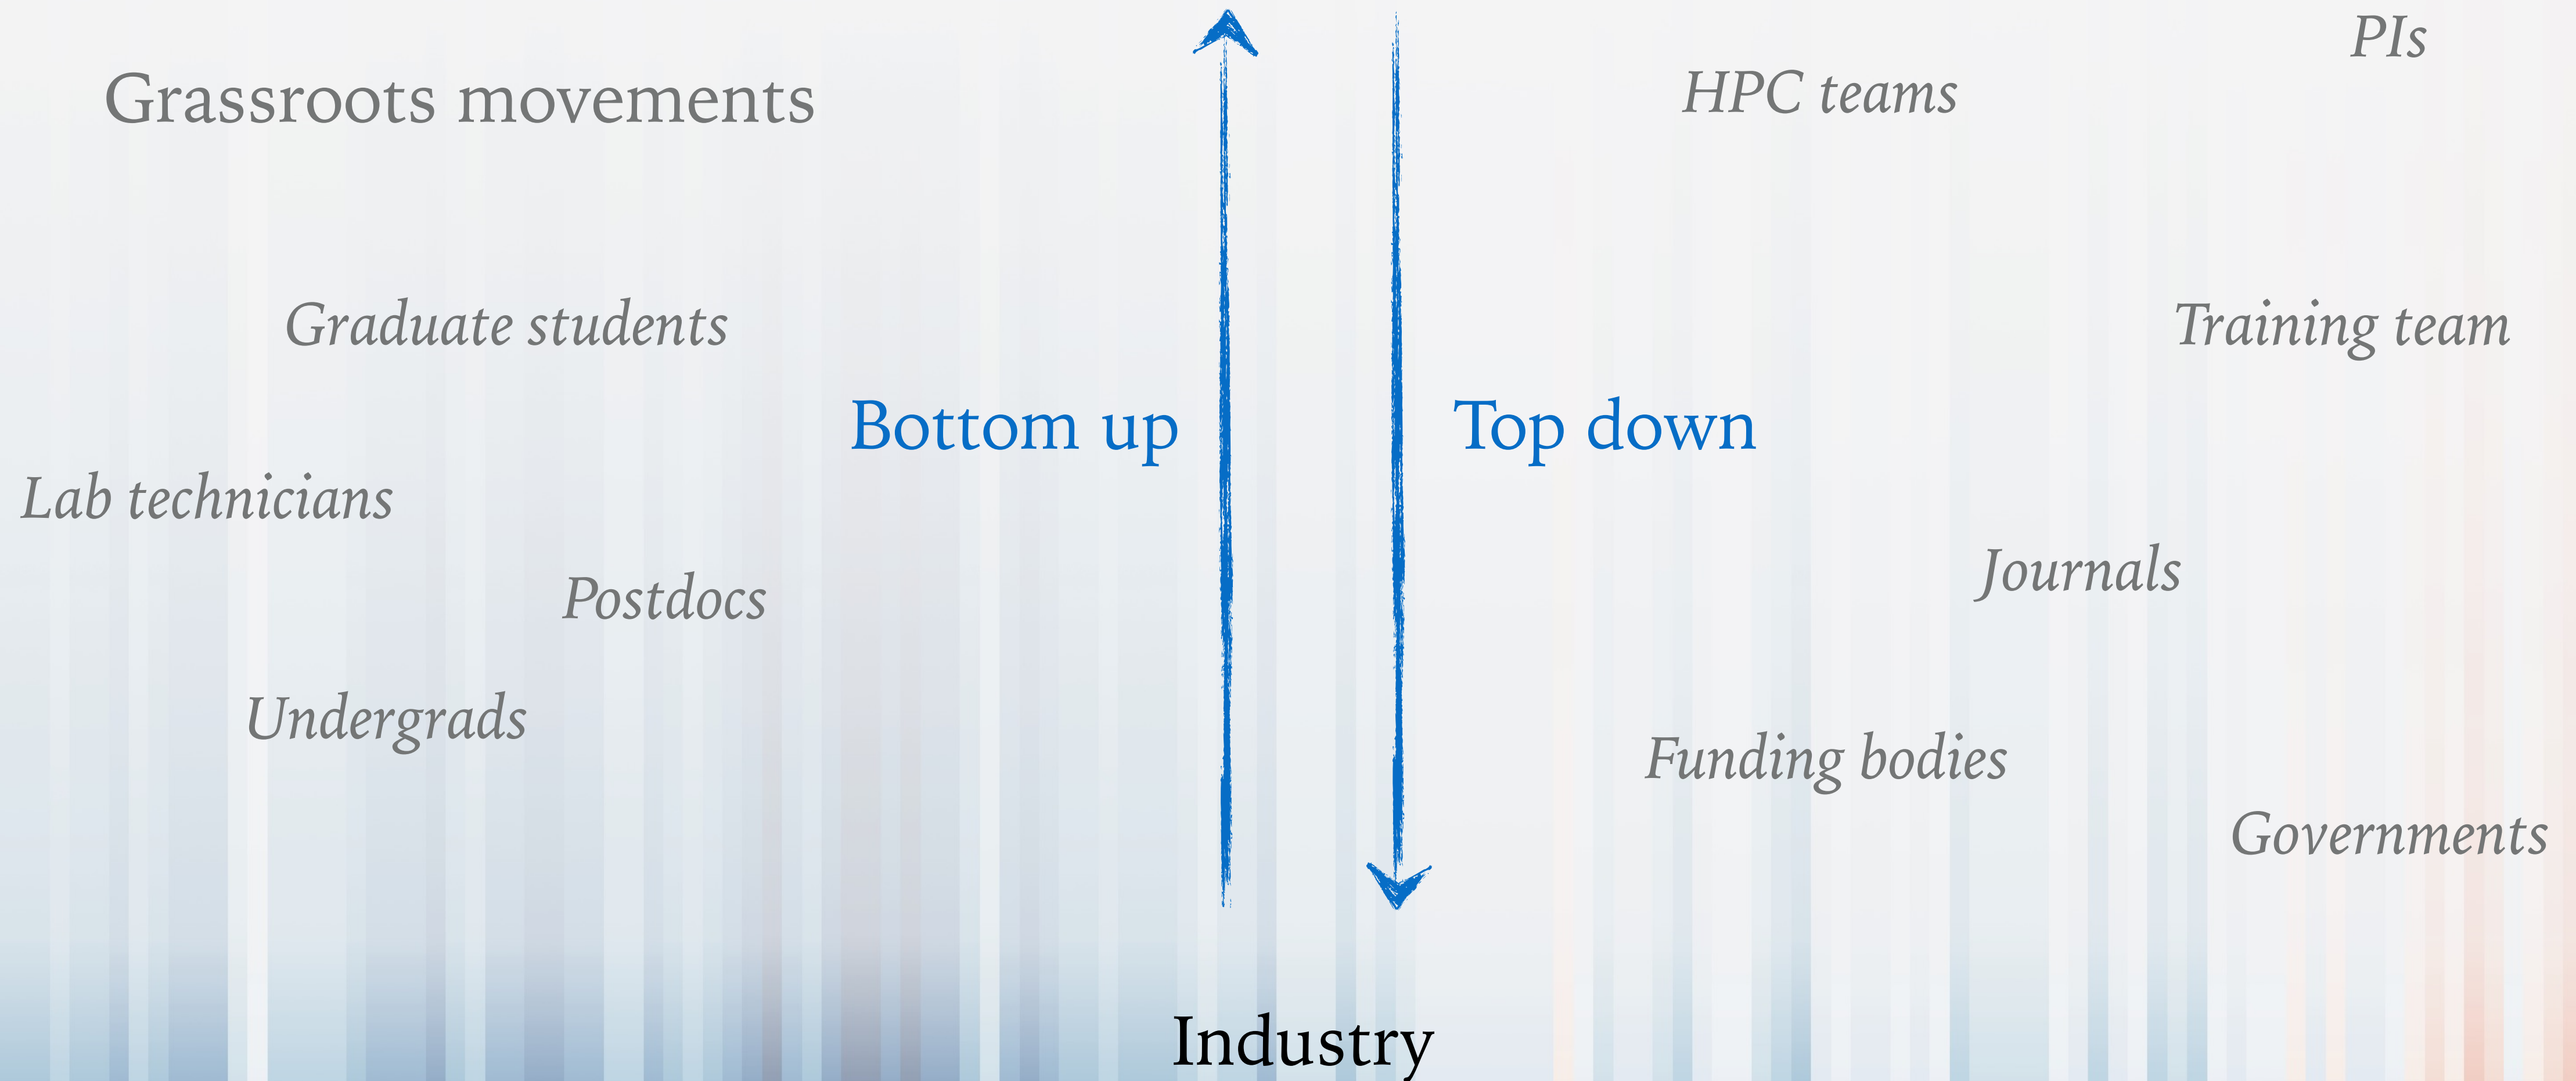 PIs
HPC teams
Grassroots movements
Graduate students
Training team
Bottom up
Top down
Lab technicians
Journals
Postdocs
Undergrads
Funding bodies
Governments
Industry